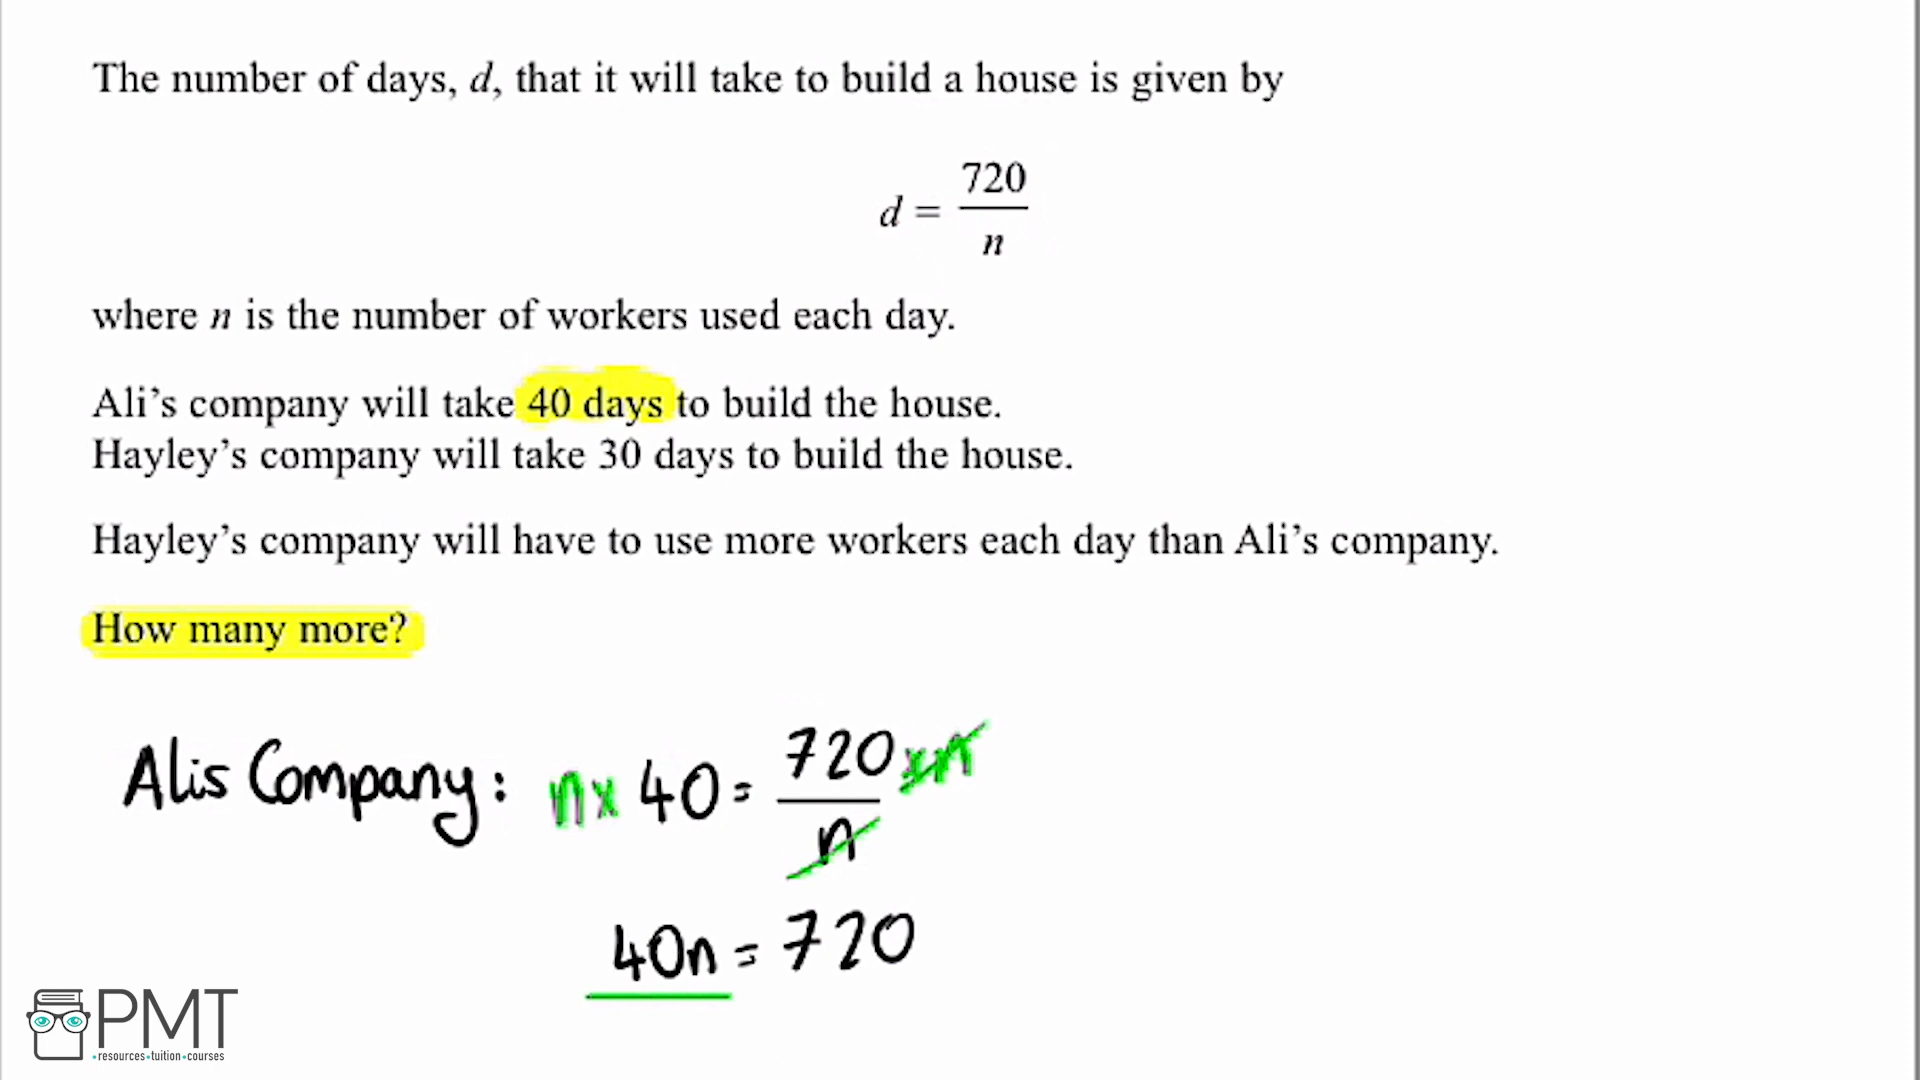 The number of days, d, that it will take to build a house is given by
d = 720/n
where n is the number of workers used each day.
Ali’s company will take 40 days to build the house.
Hayley’s company will take 30 days to build the house.
Hayley’s company will have to use more workers each day than Ali’s company.
How many more?
Alis Company: n× 40 = 720/n ×n
40n = 720
PMT
•resources•tuition•courses